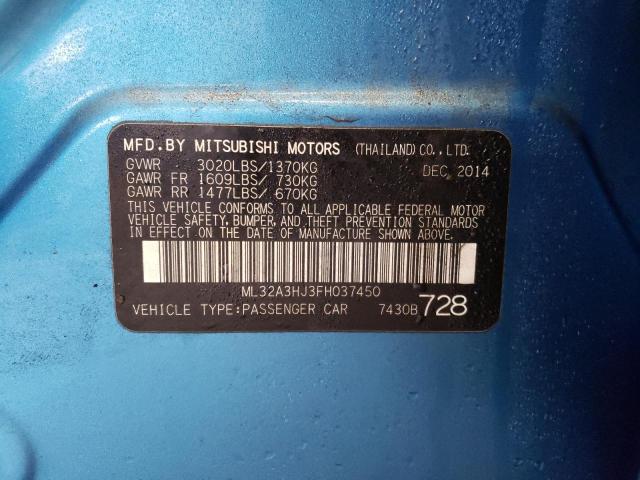 MFD.BY MITSUBISHI MOTORS (THAILAND) CO., LTD.
GVWR 3020LBS/1370KG DEC, 2014
GAWR FR 1609LBS/ 730KG
GAWR RR 1477LBS/ 670KG
THIS VEHICLE CONFORMS TO ALL APPLICABLE FEDERAL MOTOR
VEHICLE SAFETY, BUMPER, AND THEFT PREVENTION STANDARDS
IN EFFECT ON THE DATE OF MANUFACTURE SHOWN ABOVE.
ML32A3HJ3FH037450
VEHICLE TYPE:PASSENGER CAR 7430B 728